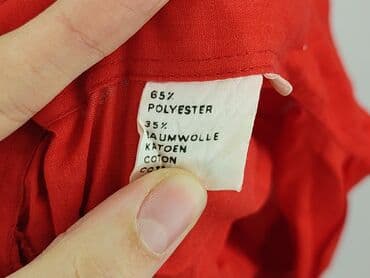 65%
POLYESTER
35%
BAUMWOLLE
KATOEN
COTON